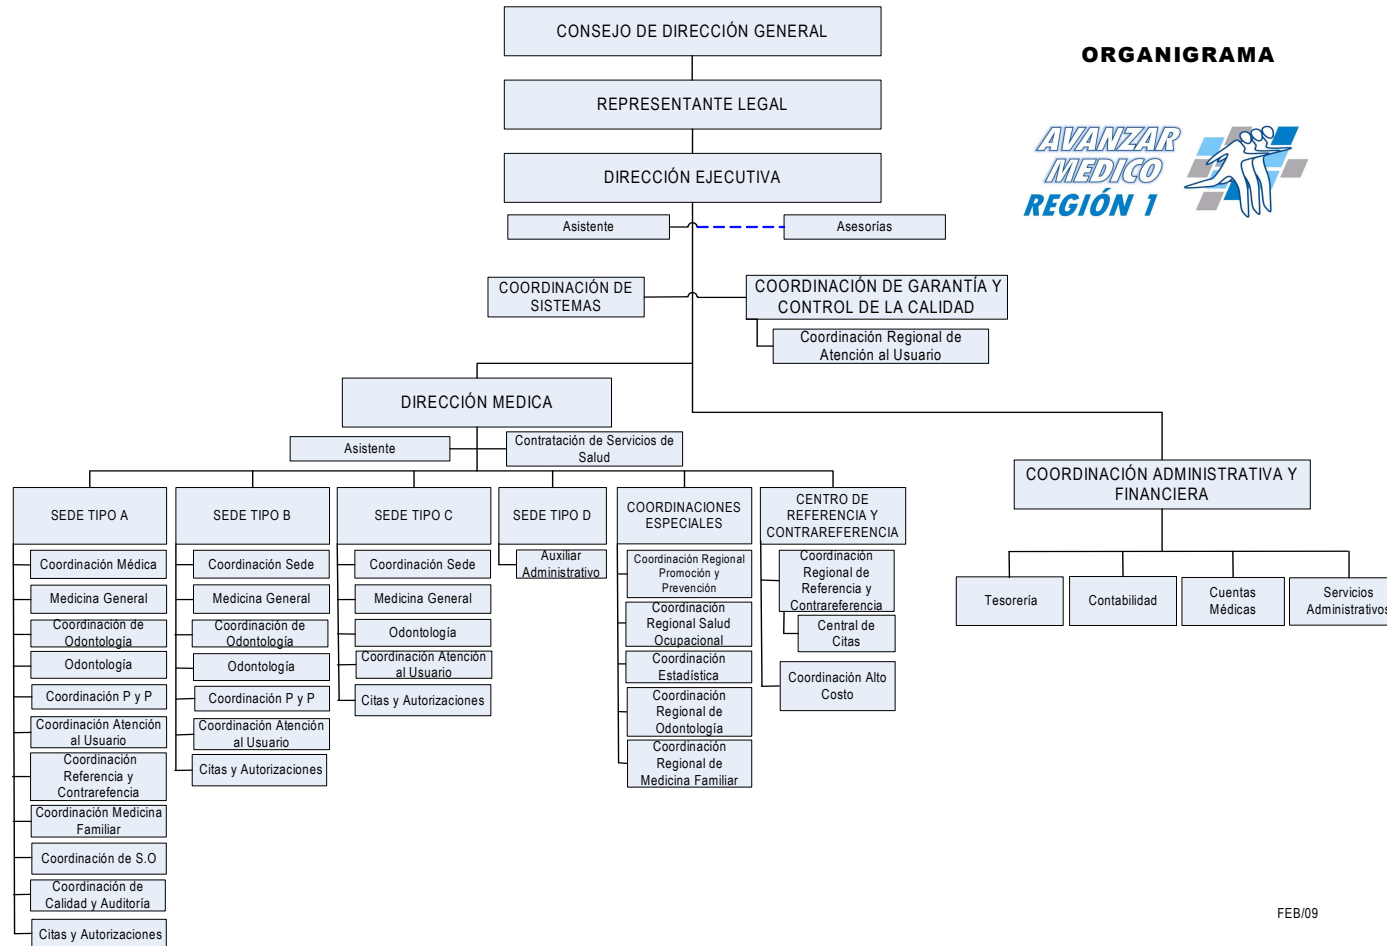 CONSEJO DE DIRECCIÓN GENERAL
ORGANIGRAMA
REPRESENTANTE LEGAL
AVANZAR
MEDICO
REGIÓN 1
DIRECCIÓN EJECUTIVA
Asistente
Asesorías
COORDINACIÓN DE
SISTEMAS
COORDINACIÓN DE GARANTÍA Y
CONTROL DE LA CALIDAD
Coordinación Regional de
Atención al Usuario
DIRECCIÓN MEDICA
Asistente
Contratación de Servicios de
Salud
COORDINACIÓN ADMINISTRATIVA Y
FINANCIERA
Tesorería
Contabilidad
Cuentas
Médicas
Servicios
Administrativos
SEDE TIPO A
Coordinación Médica
Medicina General
Coordinación de
Odontología
Odontología
Coordinación P y P
Coordinación Atención
al Usuario
Coordinación
Referencia y
Contrarefencia
Coordinación Medicina
Familiar
Coordinación de S.O
Coordinación de
Calidad y Auditoría
Citas y Autorizaciones
SEDE TIPO B
Coordinación Sede
Medicina General
Coordinación de
Odontología
Odontología
Coordinación P y P
Coordinación Atención
al Usuario
Citas y Autorizaciones
SEDE TIPO C
Coordinación Sede
Medicina General
Odontología
Coordinación Atención
al Usuario
Citas y Autorizaciones
SEDE TIPO D
Auxiliar
Administrativo
COORDINACIONES
ESPECIALES
Coordinación Regional
Promoción y
Prevención
Coordinación
Regional Salud
Ocupacional
Coordinación
Estadística
Coordinación
Regional de
Odontología
Coordinación
Regional de
Medicina Familiar
CENTRO DE
REFERENCIA Y
CONTRAREFERENCIA
Coordinación
Regional de
Referencia y
Contrareferencia
Central de
Citas
Coordinación Alto
Costo
FEB/09